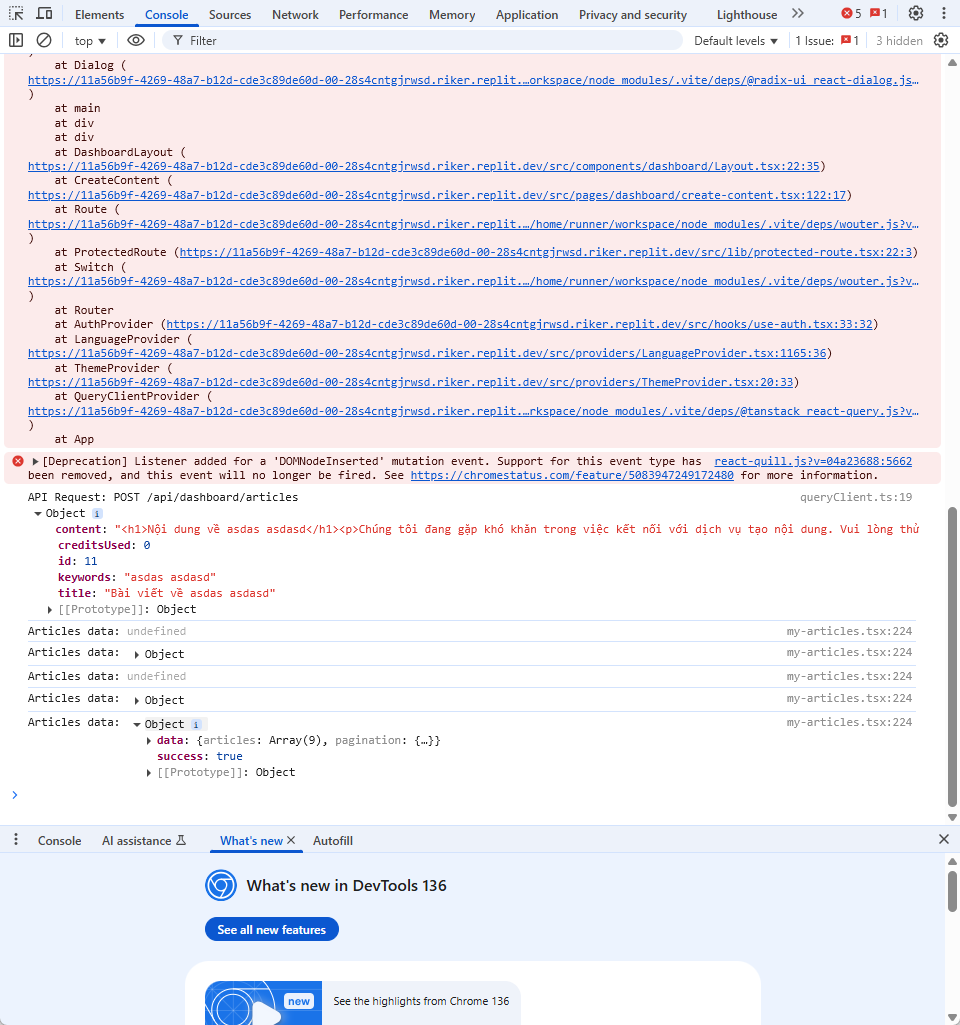 Elements Console Sources Network Performance Memory Application Privacy and security Lighthouse 5 1
top Filter Default levels 1 Issue: 1 3 hidden
at Dialog (
https://11a56b9f-4269-48a7-b12d-cde3c89de60d-00-28s4cntgjrwsd.riker.replit.…orkspace/node_modules/.vite/deps/@radix-ui_react-dialog.js…
)
at main
at div
at div
at DashboardLayout (
https://11a56b9f-4269-48a7-b12d-cde3c89de60d-00-28s4cntgjrwsd.riker.replit.dev/src/components/dashboard/Layout.tsx:22:35)
at CreateContent (
https://11a56b9f-4269-48a7-b12d-cde3c89de60d-00-28s4cntgjrwsd.riker.replit.dev/src/pages/dashboard/create-content.tsx:122:17)
at Route (
https://11a56b9f-4269-48a7-b12d-cde3c89de60d-00-28s4cntgjrwsd.riker.replit.…/home/runner/workspace/node_modules/.vite/deps/wouter.js?v…
)
at ProtectedRoute (https://11a56b9f-4269-48a7-b12d-cde3c89de60d-00-28s4cntgjrwsd.riker.replit.dev/src/lib/protected-route.tsx:22:3)
at Switch (
https://11a56b9f-4269-48a7-b12d-cde3c89de60d-00-28s4cntgjrwsd.riker.replit.…/home/runner/workspace/node_modules/.vite/deps/wouter.js?v…
)
at Router
at AuthProvider (https://11a56b9f-4269-48a7-b12d-cde3c89de60d-00-28s4cntgjrwsd.riker.replit.dev/src/hooks/use-auth.tsx:33:32)
at LanguageProvider (
https://11a56b9f-4269-48a7-b12d-cde3c89de60d-00-28s4cntgjrwsd.riker.replit.dev/src/providers/LanguageProvider.tsx:1165:36)
at ThemeProvider (
https://11a56b9f-4269-48a7-b12d-cde3c89de60d-00-28s4cntgjrwsd.riker.replit.dev/src/providers/ThemeProvider.tsx:20:33)
at QueryClientProvider (
https://11a56b9f-4269-48a7-b12d-cde3c89de60d-00-28s4cntgjrwsd.riker.replit.…rkspace/node_modules/.vite/deps/@tanstack_react-query.js?v…
)
at App
[Deprecation] Listener added for a 'DOMNodeInserted' mutation event. Support for this event type has react-quill.js?v=04a23688:5662
been removed, and this event will no longer be fired. See https://chromestatus.com/feature/5083947249172480 for more information.
API Request: POST /api/dashboard/articles queryClient.ts:19
Object i
content: "<h1>Nội dung về asdas asdasd</h1><p>Chúng tôi đang gặp khó khăn trong việc kết nối với dịch vụ tạo nội dung. Vui lòng thử
creditsUsed: 0
id: 11
keywords: "asdas asdasd"
title: "Bài viết về asdas asdasd"
[[Prototype]]: Object
Articles data: undefined my-articles.tsx:224
Articles data: Object my-articles.tsx:224
Articles data: undefined my-articles.tsx:224
Articles data: Object my-articles.tsx:224
Articles data: Object i my-articles.tsx:224
data: {articles: Array(9), pagination: {…}}
success: true
[[Prototype]]: Object
Console AI assistance What's new Autofill
What's new in DevTools 136
See all new features
new See the highlights from Chrome 136